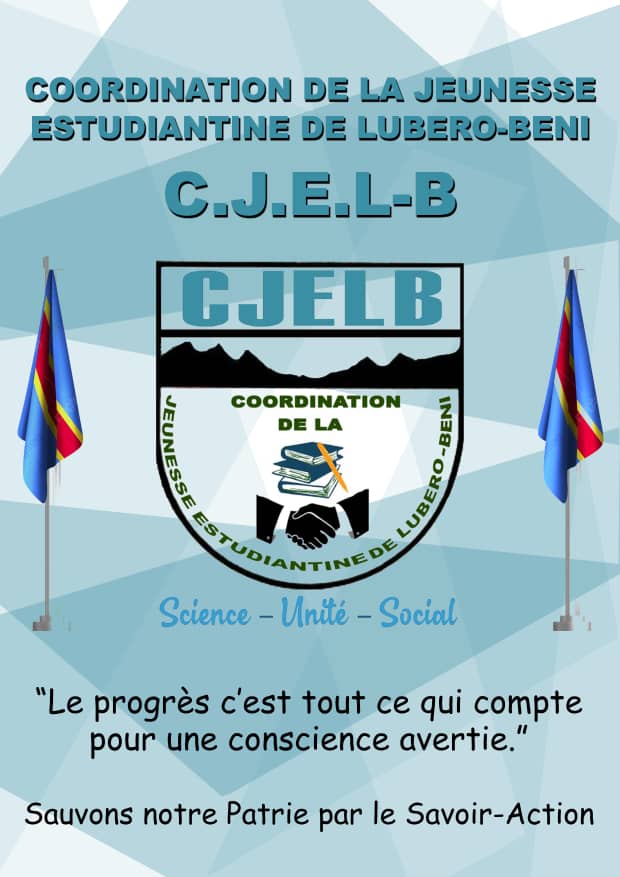 COORDINATION DE LA JEUNESSE
ESTUDIANTINE DE LUBERO-BENI
C.J.E.L-B
CJELB
COORDINATION
DE LA
JEUNESSE ESTUDIANTINE DE LUBERO-BENI
Science – Unité – Social
“Le progrès c’est tout ce qui compte
pour une conscience avertie.”
Sauvons notre Patrie par le Savoir-Action